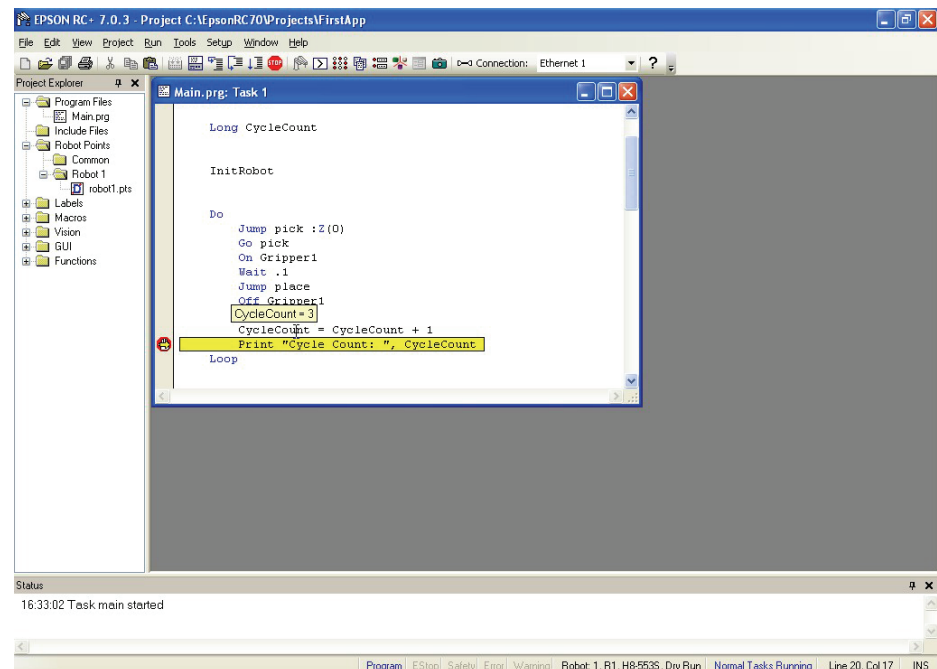 EPSON RC+ 7.0.3 - Project C:\EpsonRC70\Projects\FirstApp
File Edit View Project Run Tools Setup Window Help
Connection: Ethernet 1
Project Explorer
Program Files
Main.prg
Include Files
Robot Points
Common
Robot 1
robot1.pts
Labels
Macros
Vision
GUI
Functions
Main.prg: Task 1
Long CycleCount
InitRobot
Do
Jump pick :Z(0)
Go pick
On Gripper1
Wait .1
Jump place
Off Gripper1
CycleCount = 3
CycleCount = CycleCount + 1
Print "Cycle Count: ", CycleCount
Loop
Status
16:33:02 Task main started
Program EStop Safety Error Warning Robot: 1, R1, H8-553S, Dry Run Normal Tasks Running Line 20, Col 17 INS